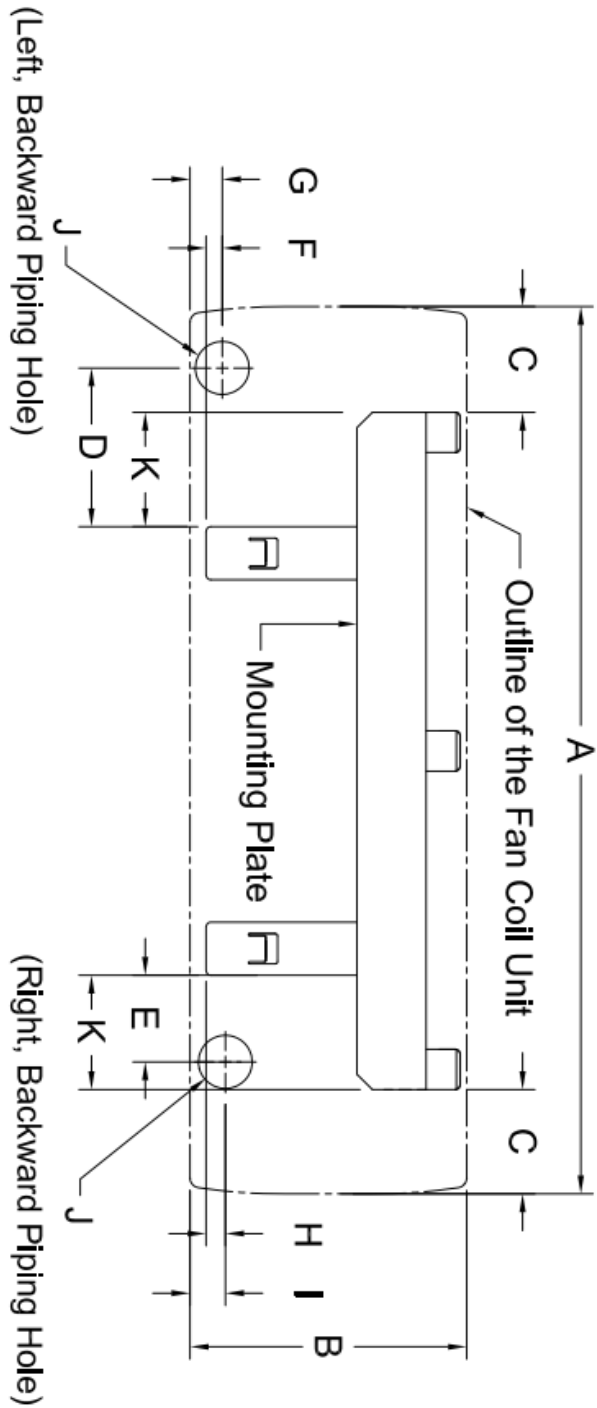 A
C
Outline of the Fan Coil Unit
C
Mounting Plate
B
G
F
K
D
J
(Left, Backward Piping Hole)
E
K
H
I
J
(Right, Backward Piping Hole)